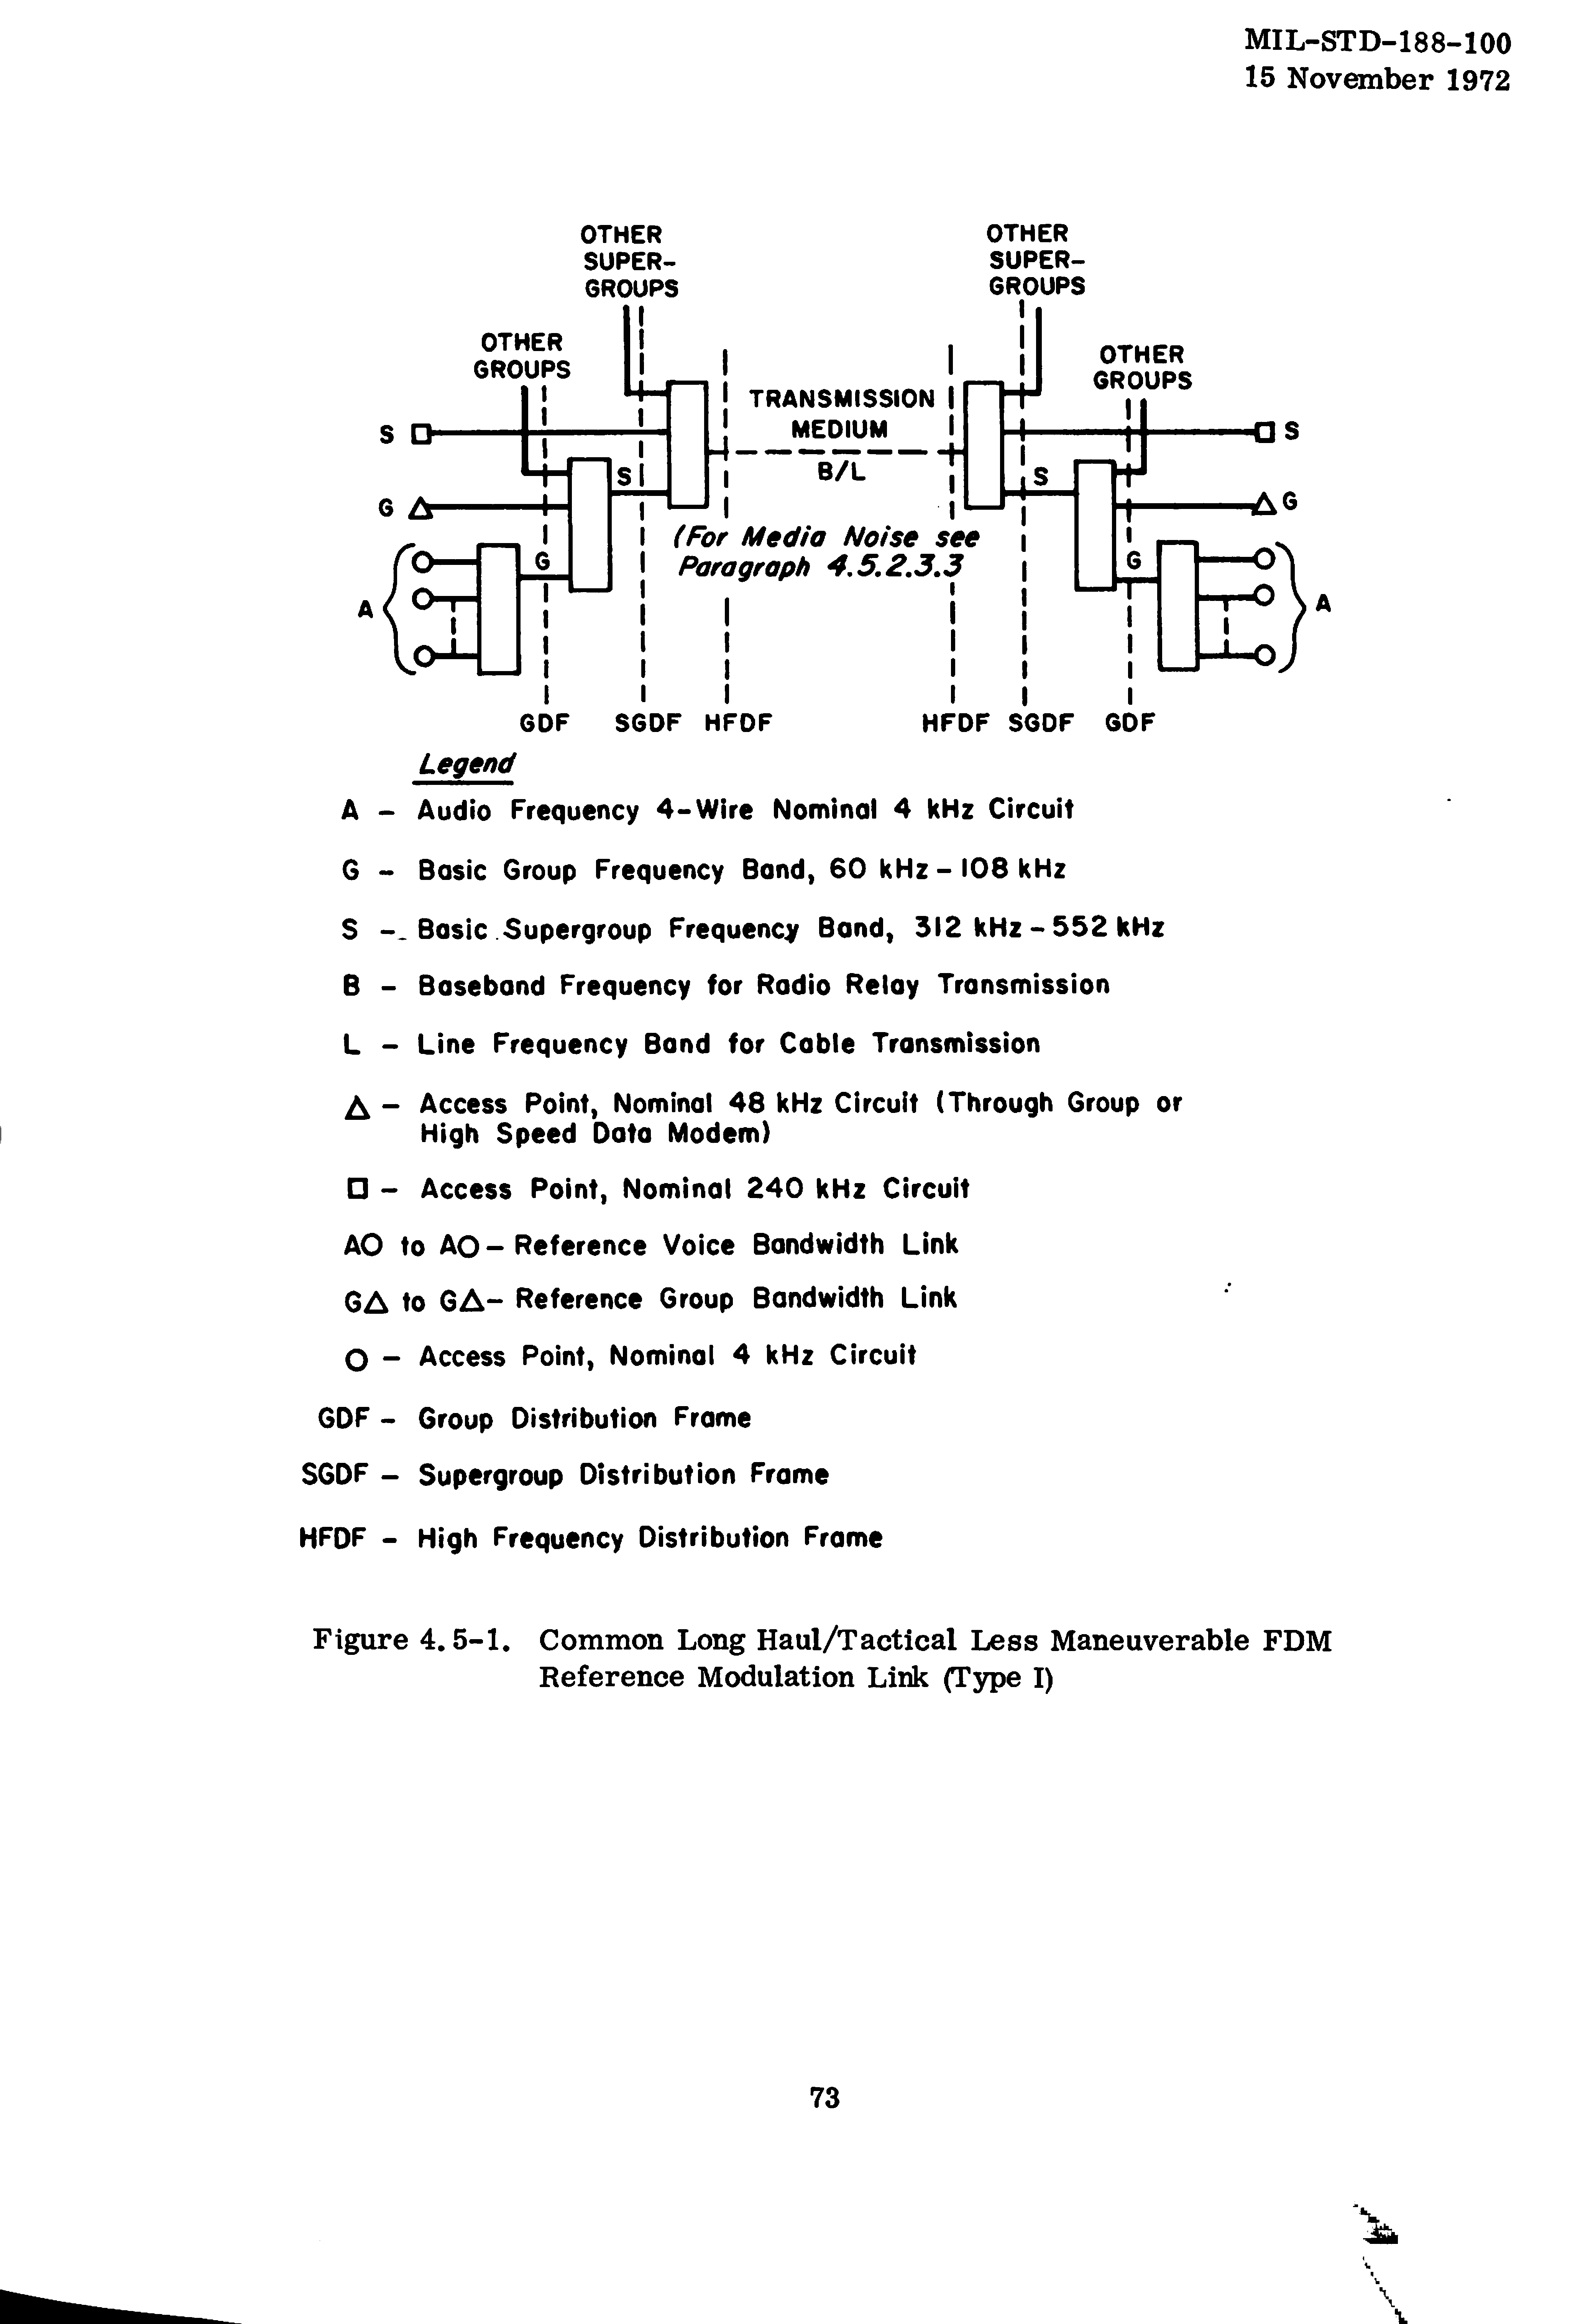 MIL-STD-188-100
15 November 1972
OTHER
SUPER-
GROUPS
OTHER
SUPER-
GROUPS
OTHER
GROUPS
OTHER
GROUPS
TRANSMISSION
MEDIUM
B/L
S
S
S
S
G
G
(For Media Noise see
Paragraph 4.5.2.3.3
G
G
A
A
GDF SGDF HFDF HFDF SGDF GDF
Legend
A - Audio Frequency 4-Wire Nominal 4 kHz Circuit
G - Basic Group Frequency Band, 60 kHz - 108 kHz
S - Basic Supergroup Frequency Band, 312 kHz - 552 kHz
B - Baseband Frequency for Radio Relay Transmission
L - Line Frequency Band for Cable Transmission
△ - Access Point, Nominal 48 kHz Circuit (Through Group or
High Speed Data Modem)
□ - Access Point, Nominal 240 kHz Circuit
A○ to A○ - Reference Voice Bandwidth Link
G△ to G△ - Reference Group Bandwidth Link
○ - Access Point, Nominal 4 kHz Circuit
GDF - Group Distribution Frame
SGDF - Supergroup Distribution Frame
HFDF - High Frequency Distribution Frame
Figure 4.5-1. Common Long Haul/Tactical Less Maneuverable FDM
Reference Modulation Link (Type I)
73